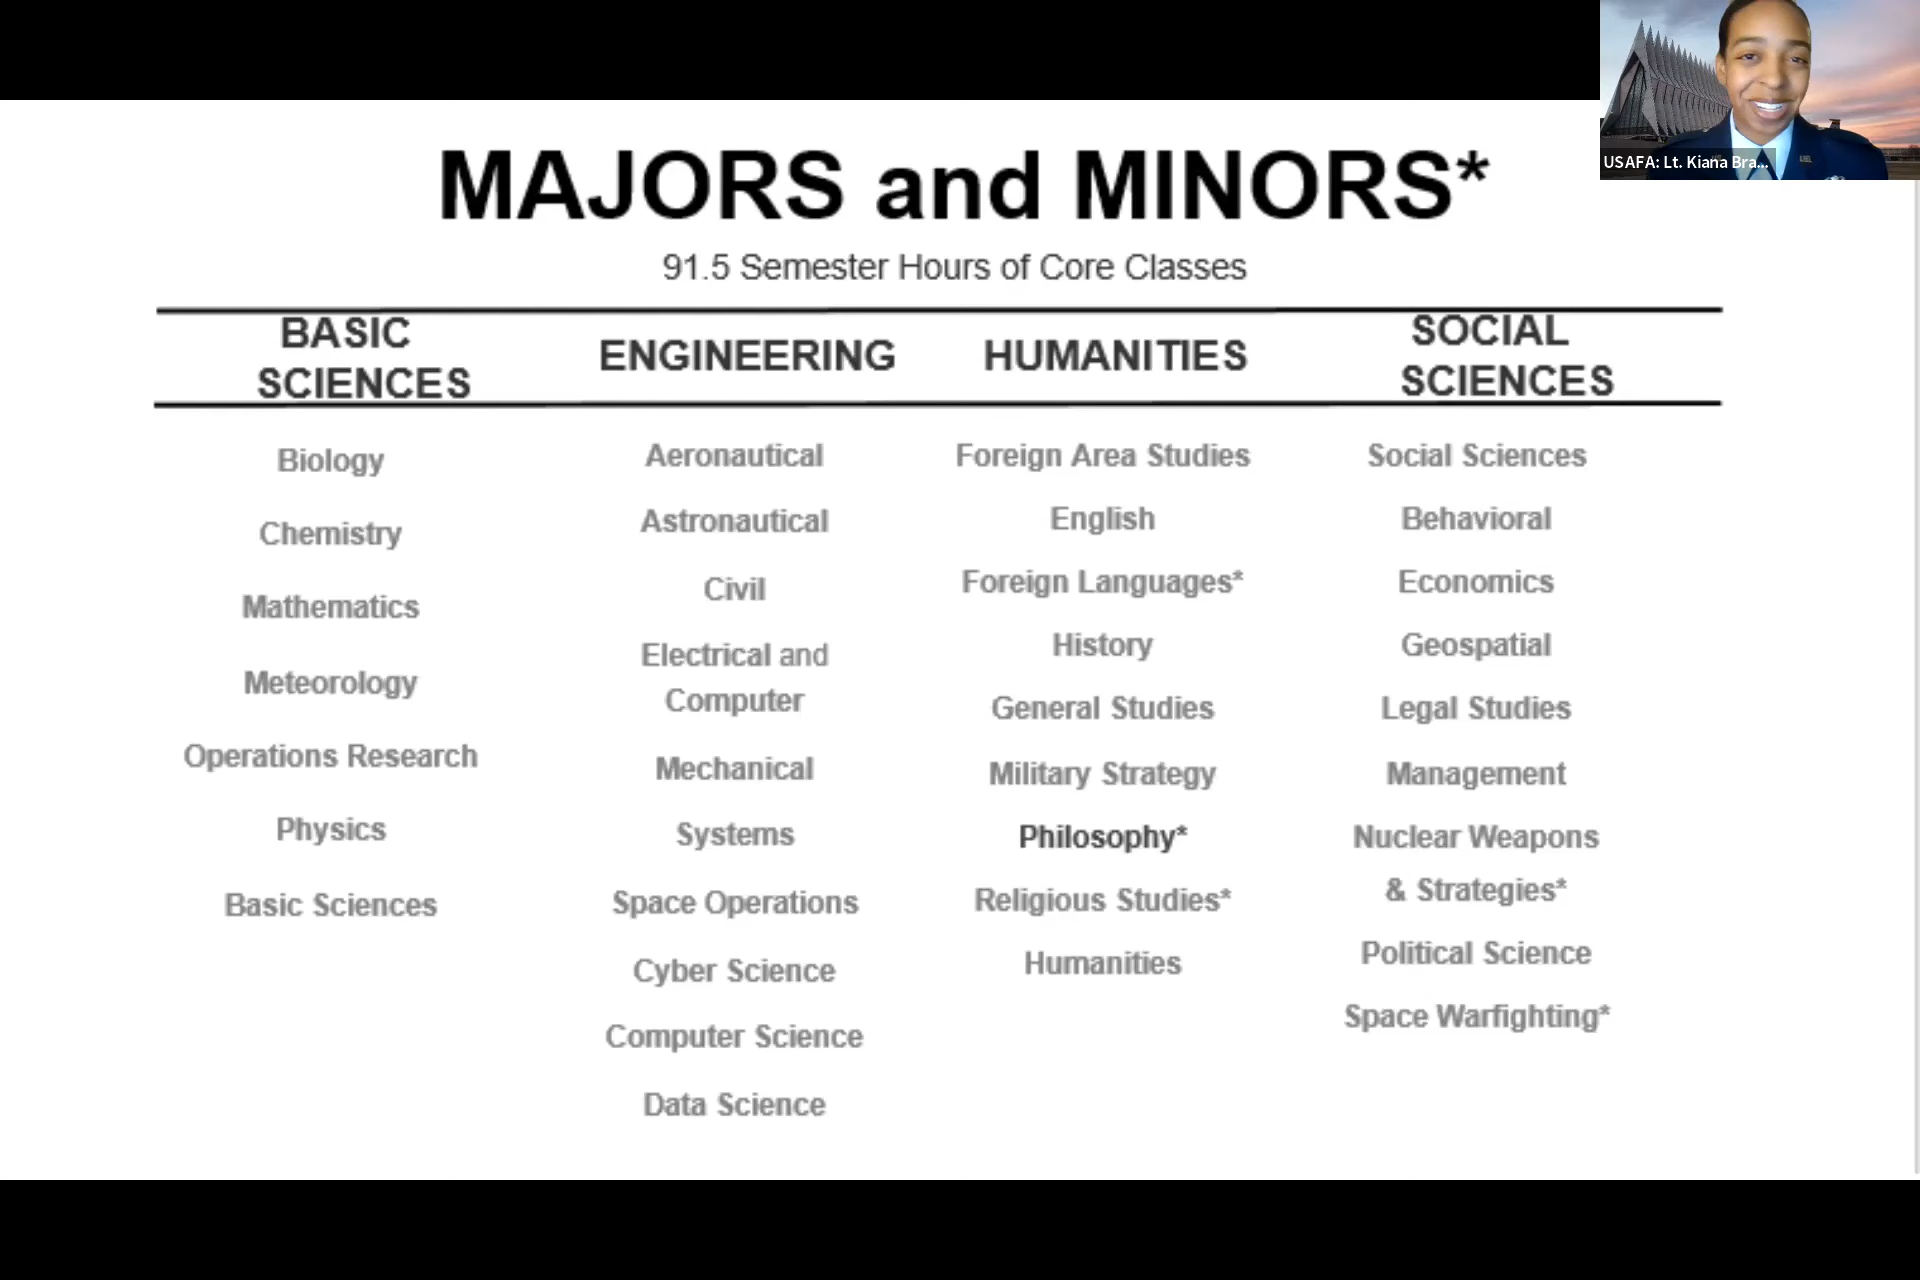 USAFA: Lt. Kiana Bra...
MAJORS and MINORS*
91.5 Semester Hours of Core Classes
BASIC
SCIENCES
Biology
Chemistry
Mathematics
Meteorology
Operations Research
Physics
Basic Sciences
ENGINEERING
Aeronautical
Astronautical
Civil
Electrical and
Computer
Mechanical
Systems
Space Operations
Cyber Science
Computer Science
Data Science
HUMANITIES
Foreign Area Studies
English
Foreign Languages*
History
General Studies
Military Strategy
Philosophy*
Religious Studies*
Humanities
SOCIAL
SCIENCES
Social Sciences
Behavioral
Economics
Geospatial
Legal Studies
Management
Nuclear Weapons
& Strategies*
Political Science
Space Warfighting*